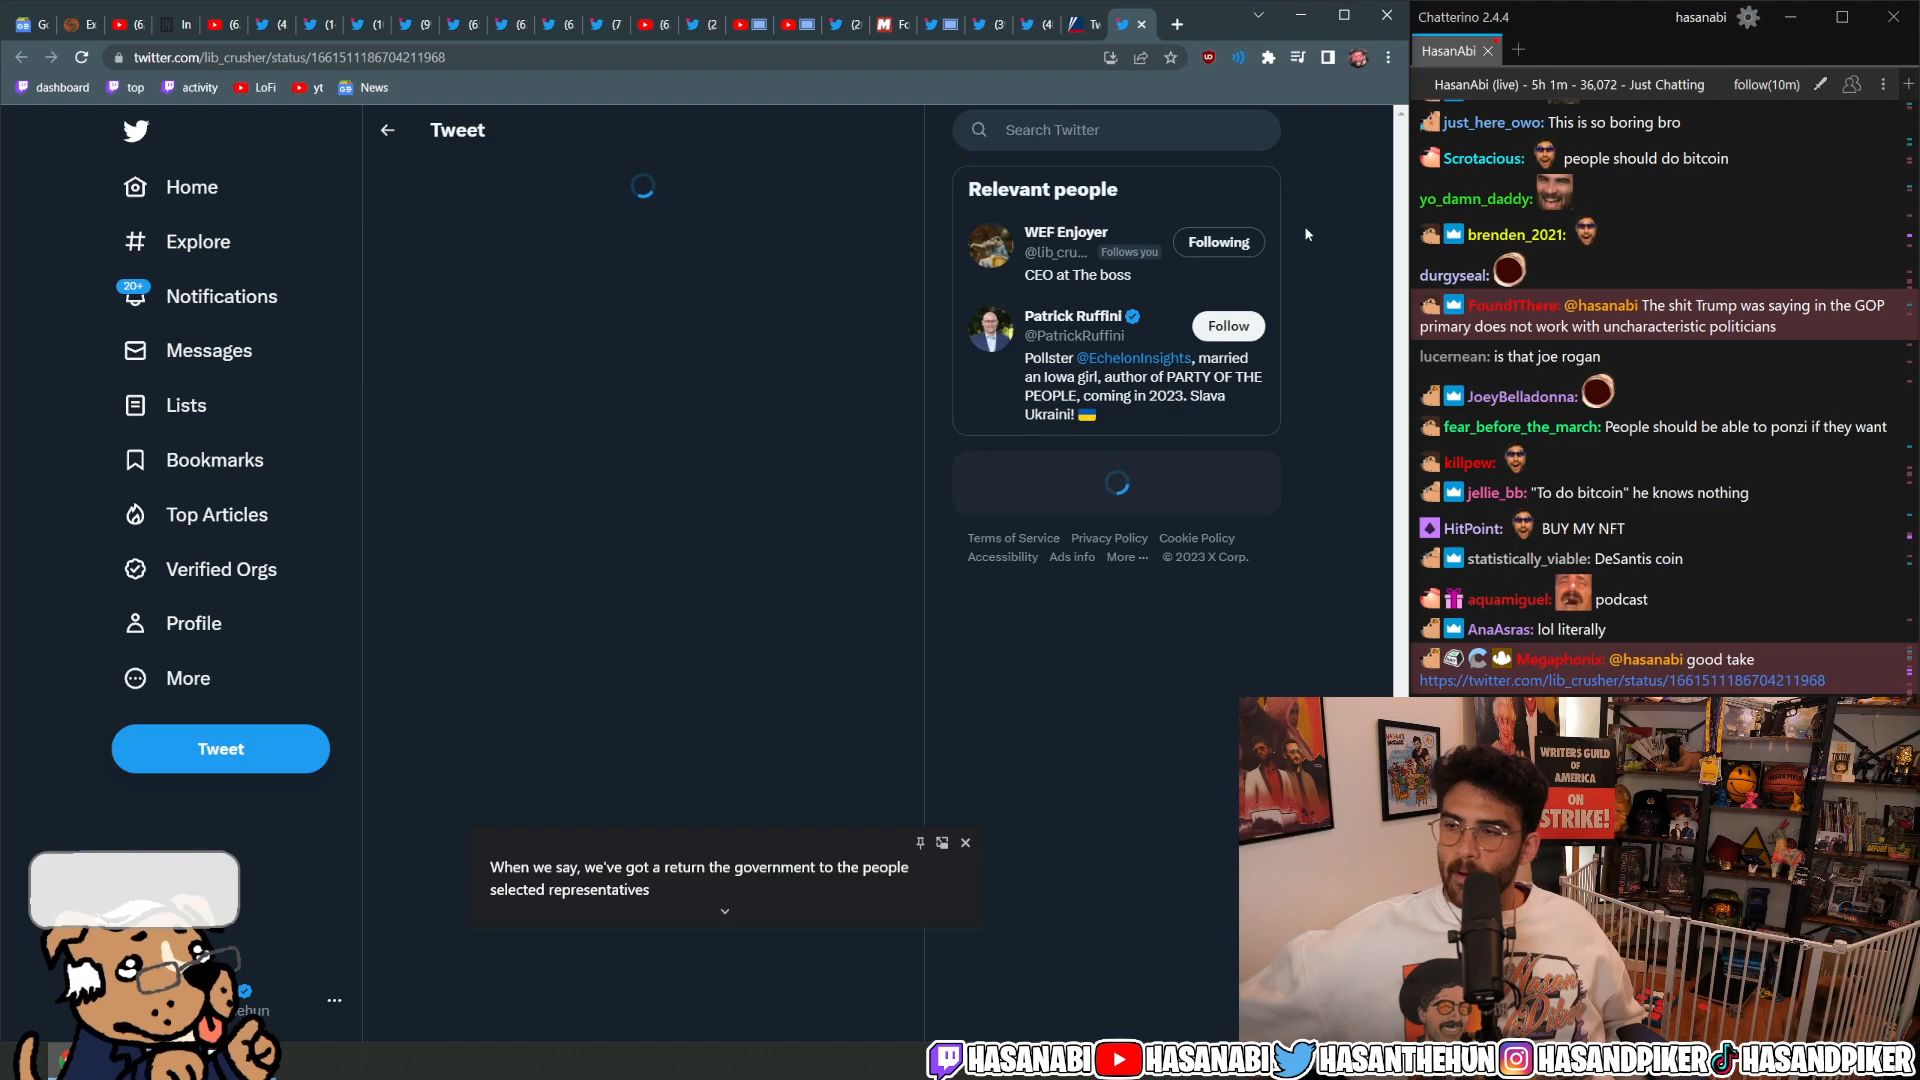 twitter.com/lib_crusher/status/1661511186704211968
dashboard
top
activity
LoFi
yt
News
Home
Explore
20+
Notifications
Messages
Lists
Bookmarks
Top Articles
Verified Orgs
Profile
More
Tweet
ehun
Tweet
When we say, we've got a return the government to the people
selected representatives
Search Twitter
Relevant people
WEF Enjoyer
@lib_cru... Follows you
Following
CEO at The boss
Patrick Ruffini
@PatrickRuffini
Follow
Pollster @EchelonInsights, married
an Iowa girl, author of PARTY OF THE
PEOPLE, coming in 2023. Slava
Ukraini!
Terms of Service Privacy Policy Cookie Policy
Accessibility Ads info More ··· © 2023 X Corp.
Chatterino 2.4.4
hasanabi
HasanAbi
HasanAbi (live) - 5h 1m - 36,072 - Just Chatting
follow(10m)
just_here_owo: This is so boring bro
Scrotacious: people should do bitcoin
yo_damn_daddy:
brenden_2021:
durgyseal:
Found1There: @hasanabi The shit Trump was saying in the GOP
primary does not work with uncharacteristic politicians
lucernean: is that joe rogan
JoeyBelladonna:
fear_before_the_march: People should be able to ponzi if they want
killpew:
jellie_bb: "To do bitcoin" he knows nothing
HitPoint: BUY MY NFT
statistically_viable: DeSantis coin
aquamiguel: podcast
AnaAsras: lol literally
Megaphonix: @hasanabi good take
https://twitter.com/lib_crusher/status/1661511186704211968
WRITERS GUILD
OF
AMERICA
ON
STRIKE!
HASANABI HASANABI HASANTHEHUN HASANDPIKER HASANDPIKER